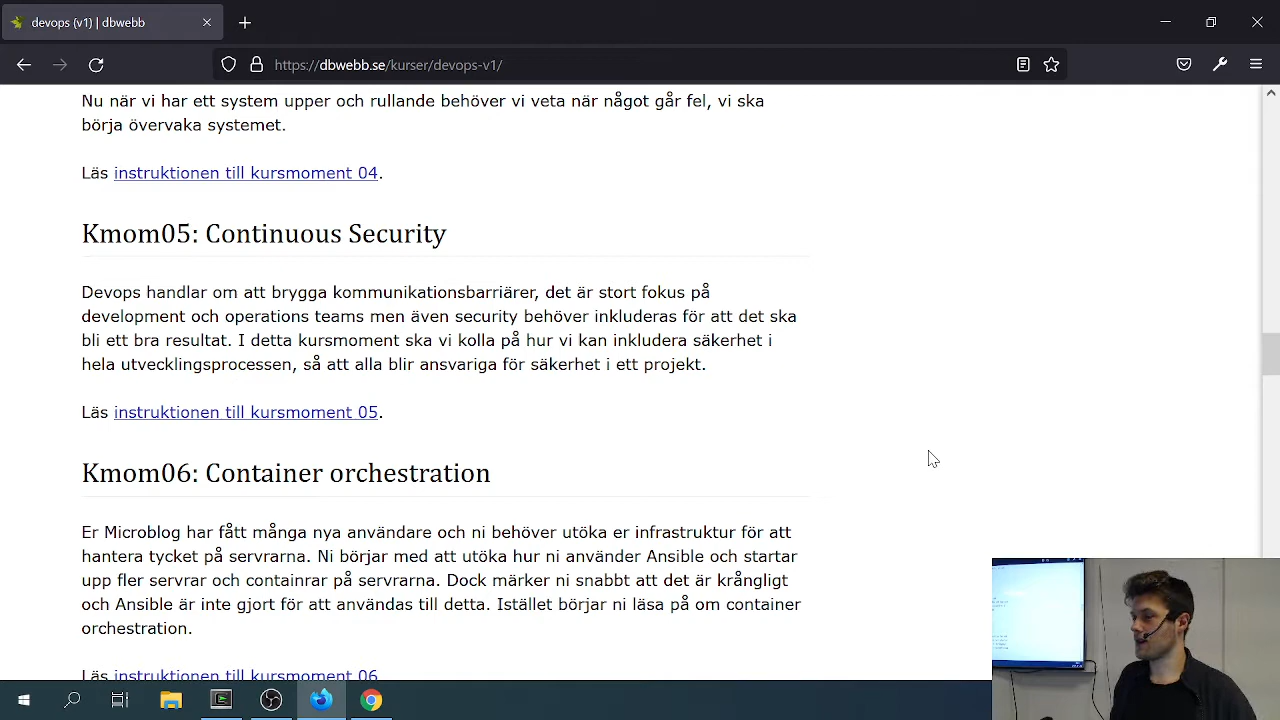 devops (v1) | dbwebb
https://dbwebb.se/kurser/devops-v1/
Nu när vi har ett system upper och rullande behöver vi veta när något går fel, vi ska
börja övervaka systemet.
Läs instruktionen till kursmoment 04.
Kmom05: Continuous Security
Devops handlar om att brygga kommunikationsbarriärer, det är stort fokus på
development och operations teams men även security behöver inkluderas för att det ska
bli ett bra resultat. I detta kursmoment ska vi kolla på hur vi kan inkludera säkerhet i
hela utvecklingsprocessen, så att alla blir ansvariga för säkerhet i ett projekt.
Läs instruktionen till kursmoment 05.
Kmom06: Container orchestration
Er Microblog har fått många nya användare och ni behöver utöka er infrastruktur för att
hantera tycket på servrarna. Ni börjar med att utöka hur ni använder Ansible och startar
upp fler servrar och containrar på servrarna. Dock märker ni snabbt att det är krångligt
och Ansible är inte gjort för att användas till detta. Istället börjar ni läsa på om container
orchestration.
Läs instruktionen till kursmoment 06